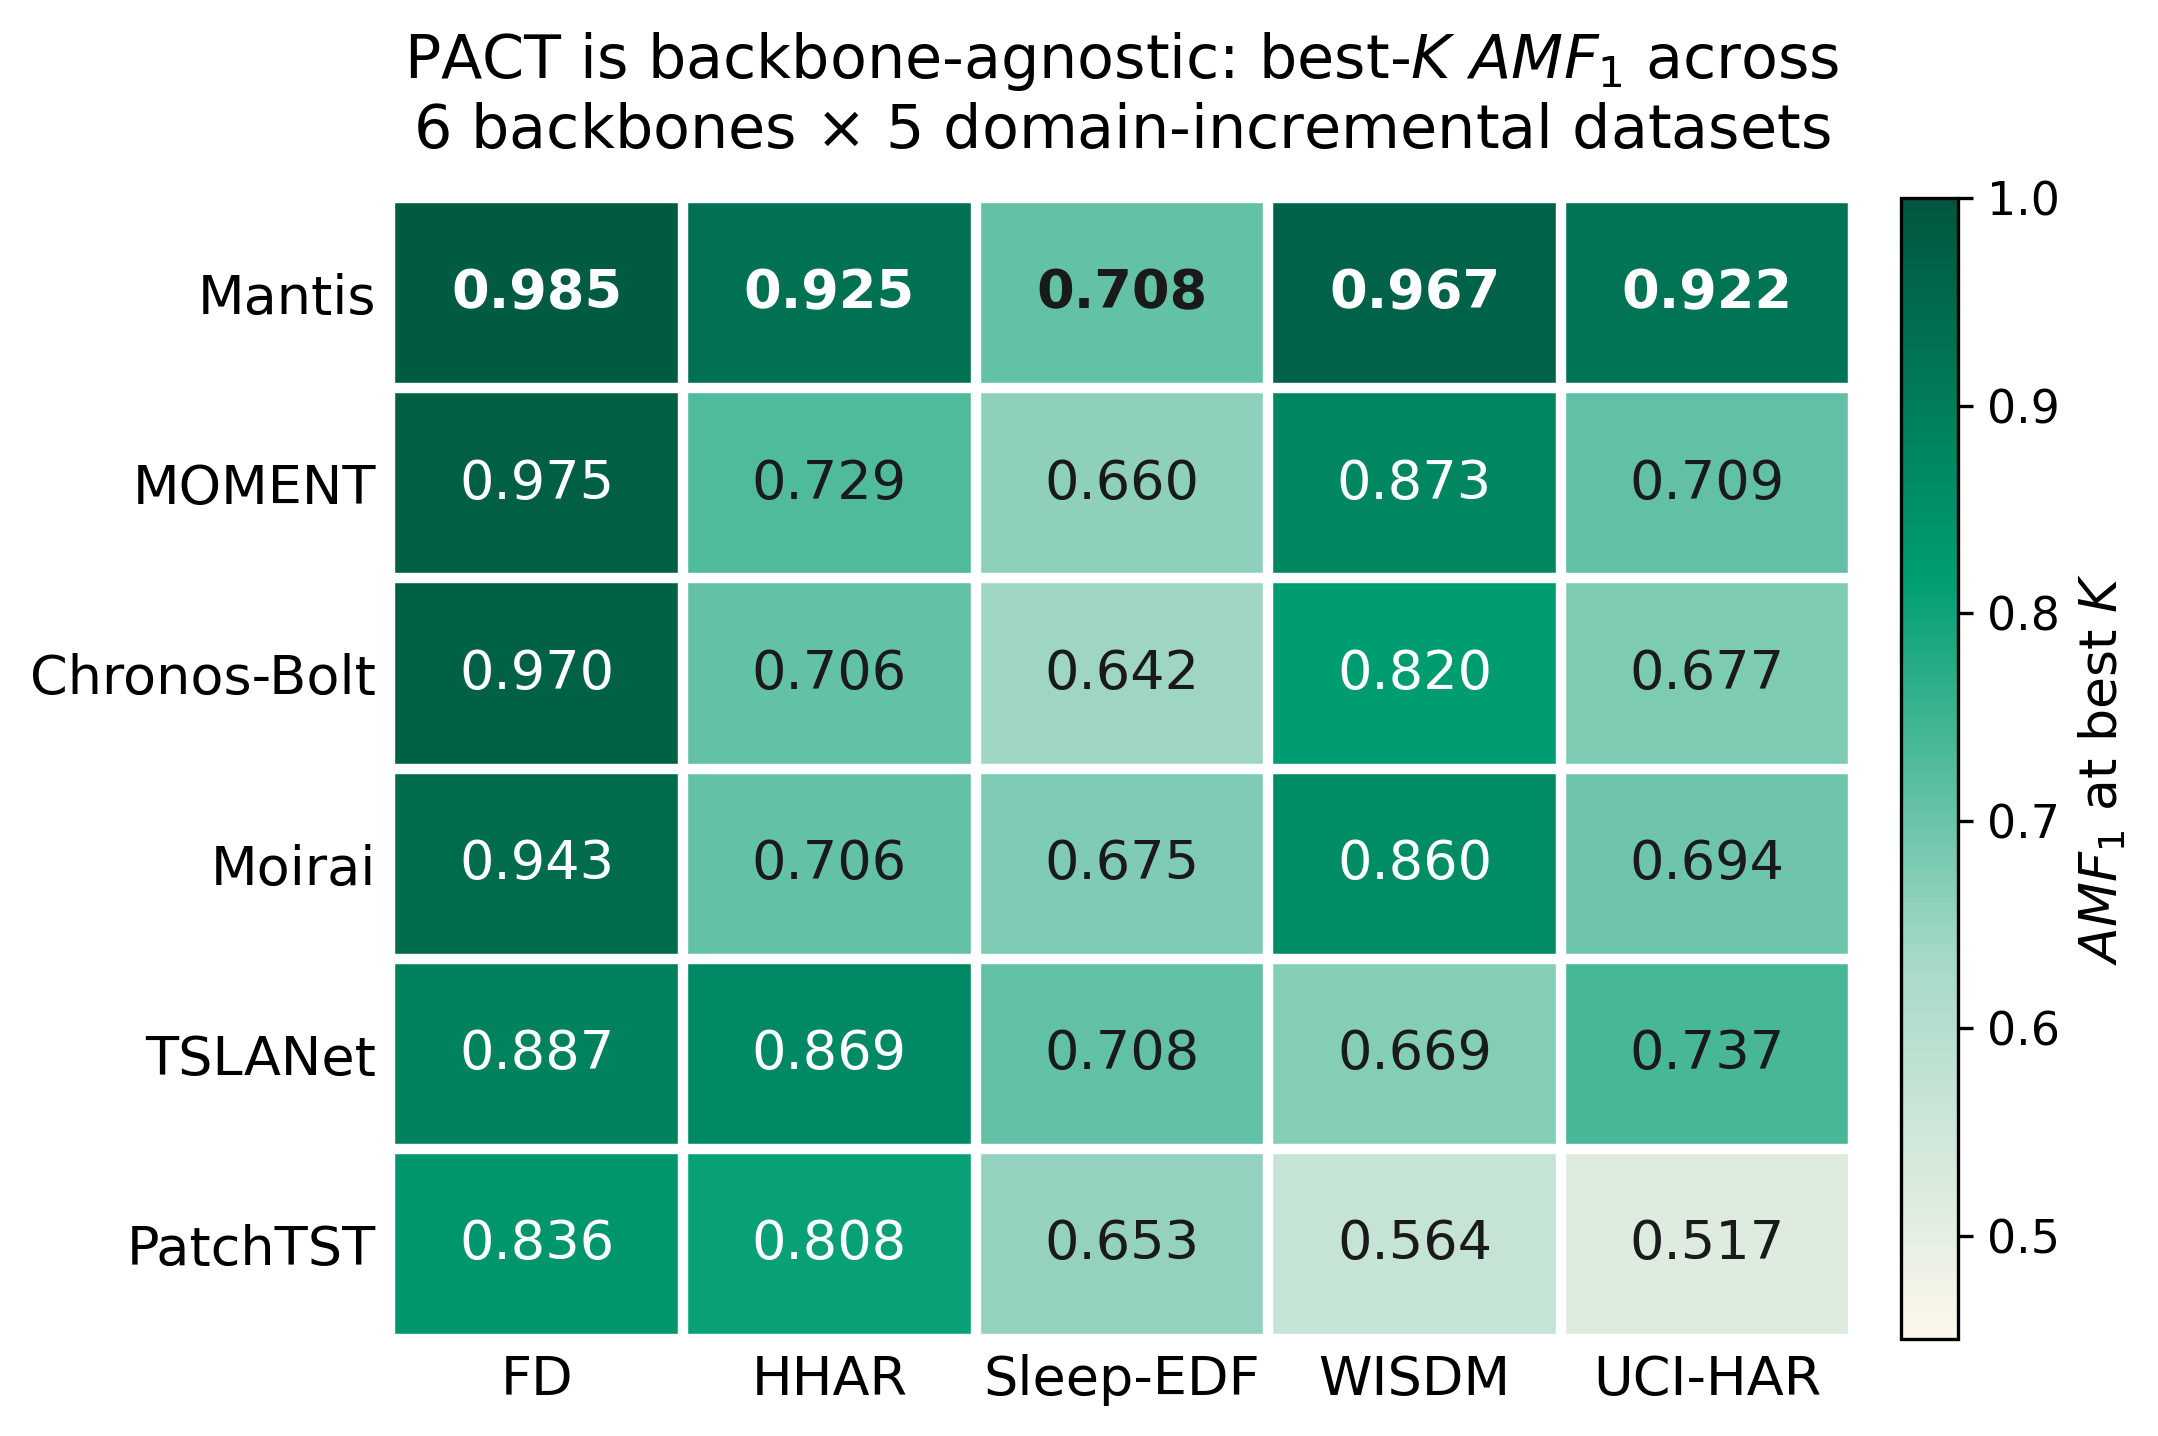 PACT is backbone-agnostic: best-K AMF₁ across
6 backbones × 5 domain-incremental datasets
Mantis 0.985 0.925 0.708 0.967 0.922
MOMENT 0.975 0.729 0.660 0.873 0.709
Chronos-Bolt 0.970 0.706 0.642 0.820 0.677
Moirai 0.943 0.706 0.675 0.860 0.694
TSLANet 0.887 0.869 0.708 0.669 0.737
PatchTST 0.836 0.808 0.653 0.564 0.517
FD HHAR Sleep-EDF WISDM UCI-HAR
1.0
0.9
0.8
0.7
0.6
0.5
AMF₁ at best K